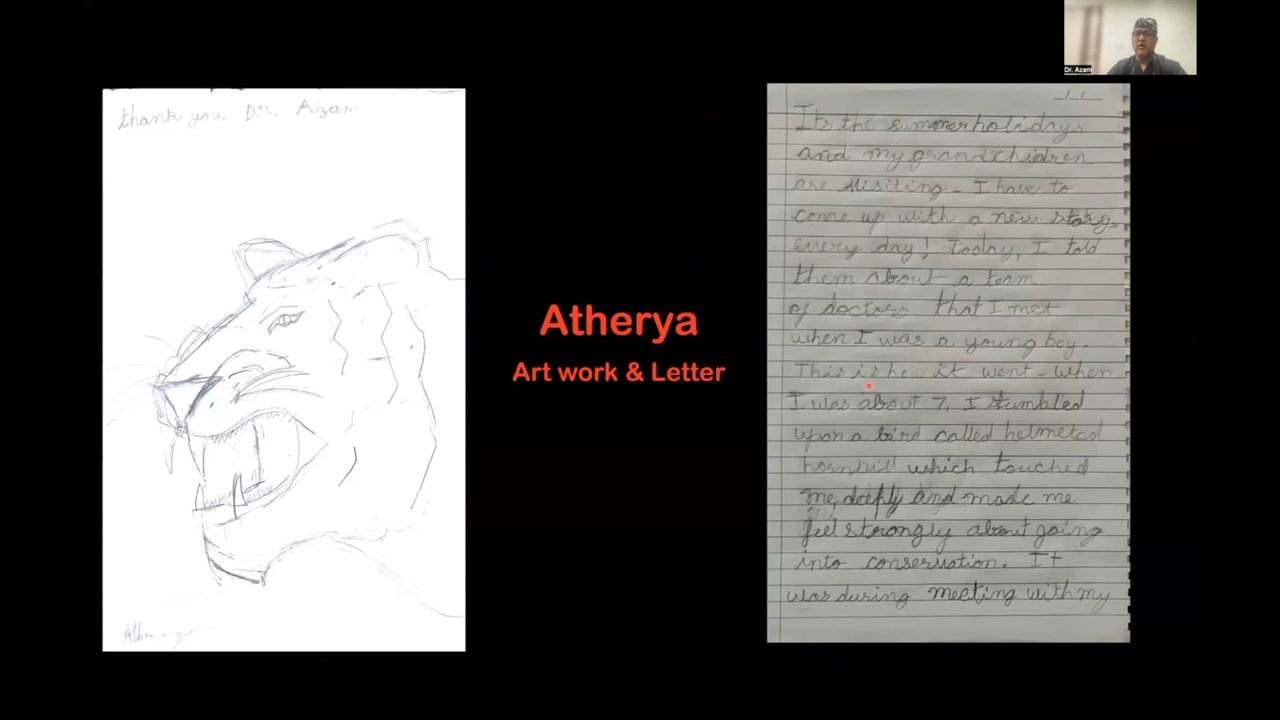 Dr. Azam
thank you Dr. Aizam
Atherya
Art work & Letter
Its the summer holidays
and my grandchidren
are visiting - I have to
come up with a new story
every day! Today, I told
them about a team
of doctors that I met
when I was a young boy.
This is how it went - when
I was about 7, I stumbled
upon a bird called helmeted
hornbill which touched
me, deeply and made me
feel strongly about going
into conservation. It
was during meeting with my